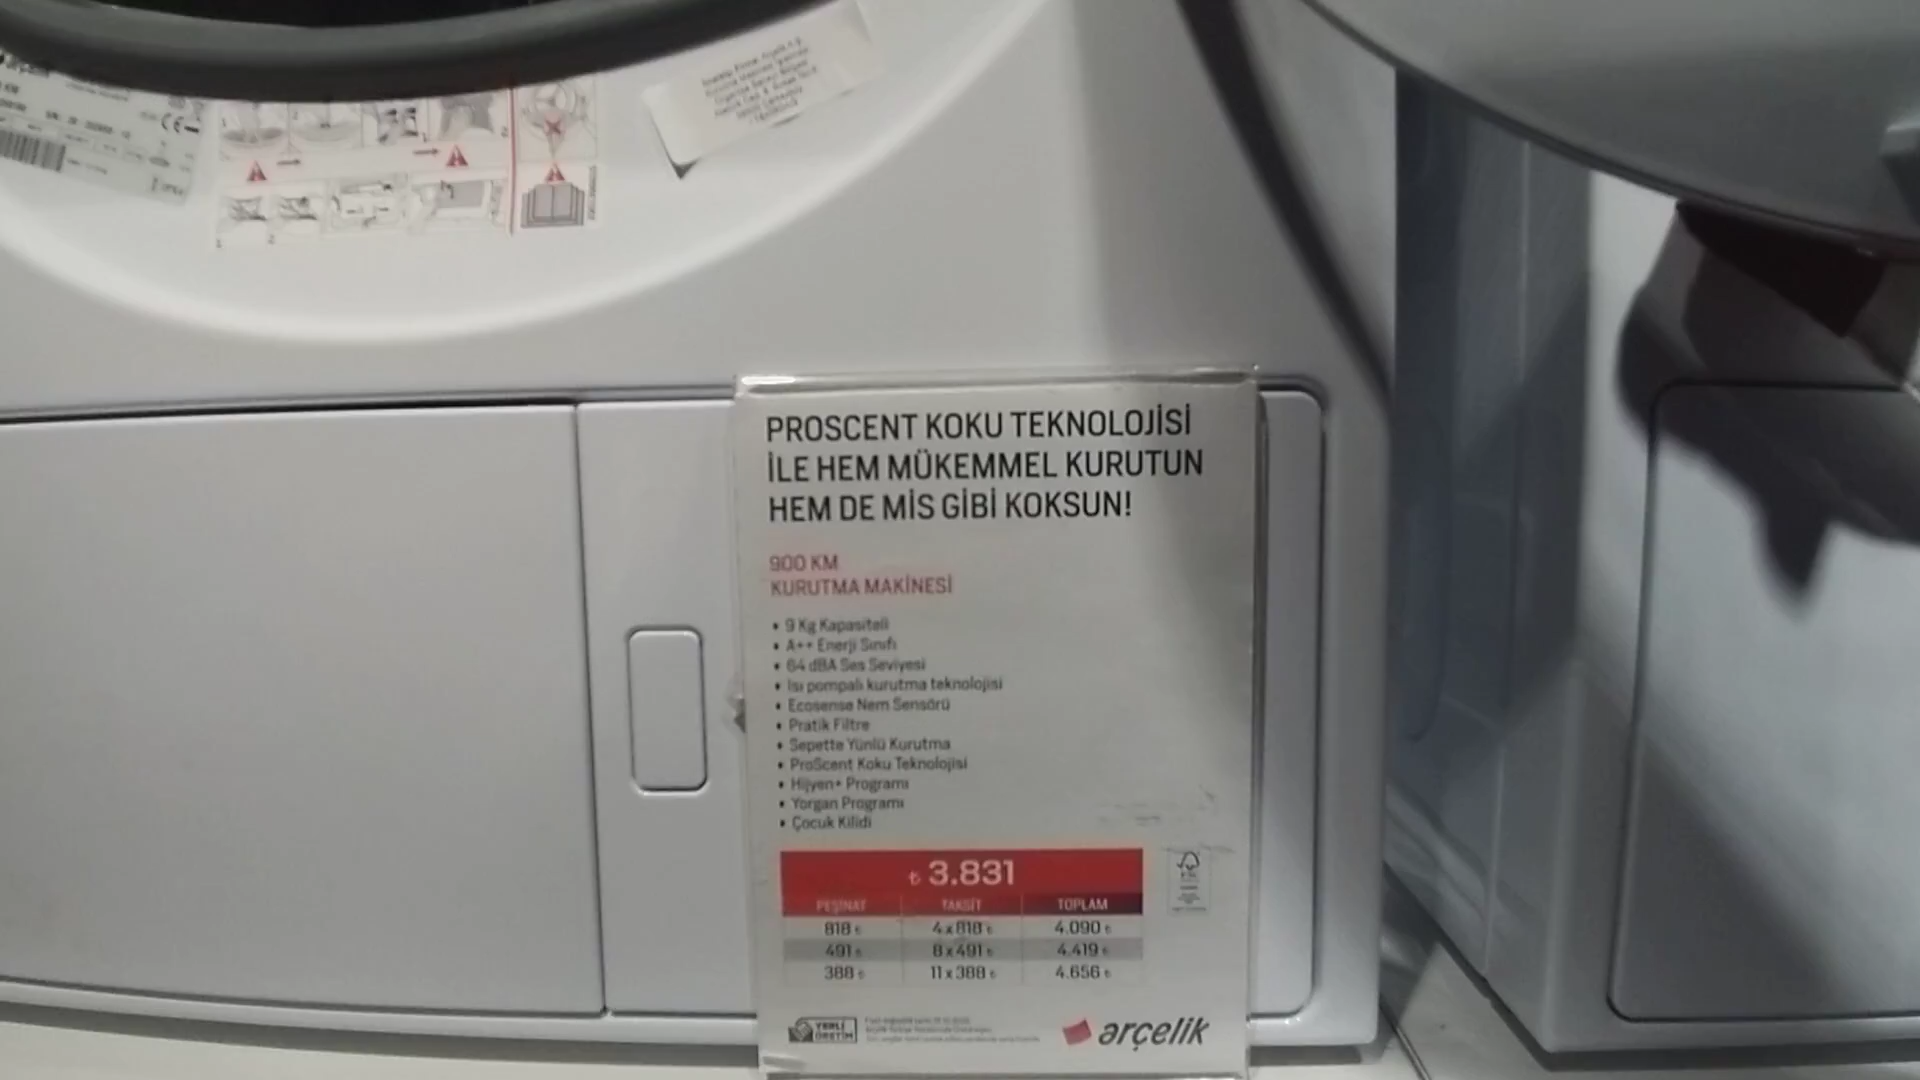 PROSCENT KOKU TEKNOLOJİSİ
İLE HEM MÜKEMMEL KURUTUN
HEM DE MİS GİBİ KOKSUN!
900 KM
KURUTMA MAKİNESİ
• 9 Kg Kapasiteli
• A++ Enerji Sınıfı
• 64 dBA Ses Seviyesi
• Isı pompalı kurutma teknolojisi
• Ecosense Nem Sensörü
• Pratik Filtre
• Sepette Yünlü Kurutma
• ProScent Koku Teknolojisi
• Hijyen+ Programı
• Yorgan Programı
• Çocuk Kilidi
₺ 3.831
PEŞİNAT TAKSİT TOPLAM
818 ₺ 4 x 818 ₺ 4.090 ₺
491 ₺ 8 x 491 ₺ 4.419 ₺
388 ₺ 11 x 388 ₺ 4.656 ₺
YERLİ
ÜRETİM
arçelik